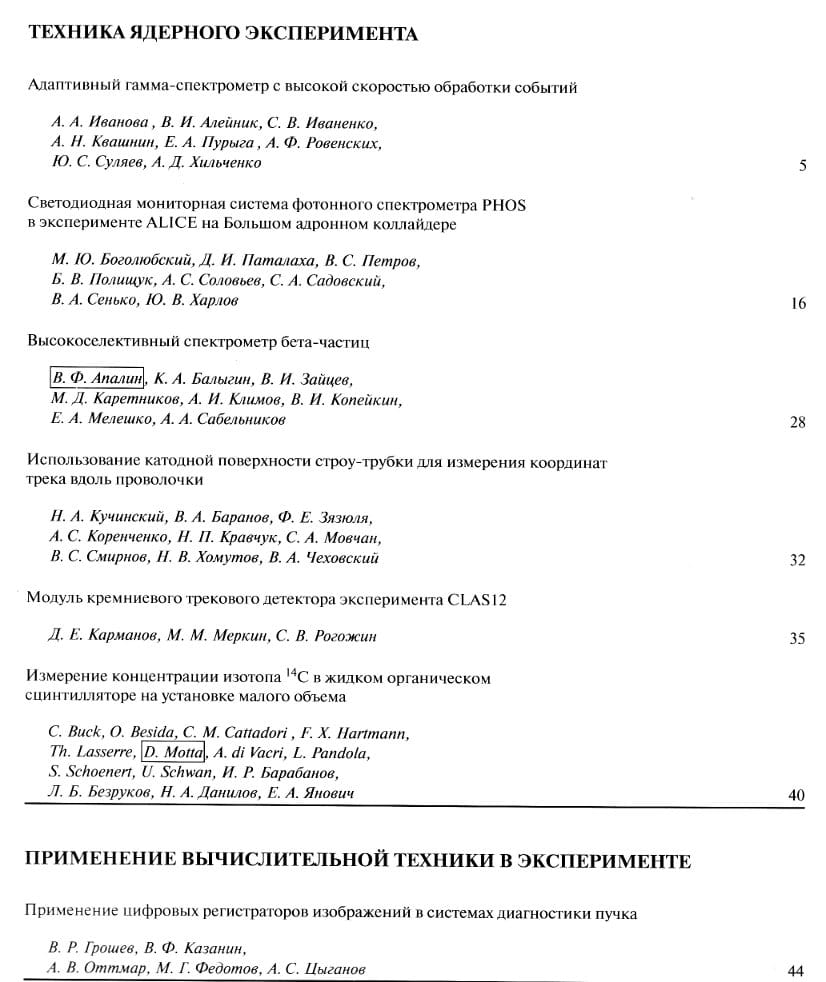 ТЕХНИКА ЯДЕРНОГО ЭКСПЕРИМЕНТА
Адаптивный гамма-спектрометр с высокой скоростью обработки событий
А. А. Иванова, В. И. Алейник, С. В. Иваненко,
А. Н. Квашнин, Е. А. Пурыга, А. Ф. Ровенских,
Ю. С. Суляев, А. Д. Хильченко 5
Светодиодная мониторная система фотонного спектрометра PHOS
в эксперименте ALICE на Большом адронном коллайдере
М. Ю. Боголюбский, Д. И. Паталаха, В. С. Петров,
Б. В. Полищук, А. С. Соловьев, С. А. Садовский,
В. А. Сенько, Ю. В. Харлов 16
Высокоселективный спектрометр бета-частиц
В. Ф. Апалин, К. А. Балыгин, В. И. Зайцев,
М. Д. Каретников, А. И. Климов, В. И. Копейкин,
Е. А. Мелешко, А. А. Сабельников 28
Использование катодной поверхности строу-трубки для измерения координат
трека вдоль проволочки
Н. А. Кучинский, В. А. Баранов, Ф. Е. Зязюля,
А. С. Коренченко, Н. П. Кравчук, С. А. Мовчан,
В. С. Смирнов, Н. В. Хомутов, В. А. Чеховский 32
Модуль кремниевого трекового детектора эксперимента CLAS12
Д. Е. Карманов, М. М. Меркин, С. В. Рогожин 35
Измерение концентрации изотопа ¹⁴C в жидком органическом
сцинтилляторе на установке малого объема
C. Buck, O. Besida, C. M. Cattadori, F. X. Hartmann,
Th. Lasserre, D. Motta, A. di Vacri, L. Pandola,
S. Schoenert, U. Schwan, И. Р. Барабанов,
Л. Б. Безруков, Н. А. Данилов, Е. А. Янович 40
ПРИМЕНЕНИЕ ВЫЧИСЛИТЕЛЬНОЙ ТЕХНИКИ В ЭКСПЕРИМЕНТЕ
Применение цифровых регистраторов изображений в системах диагностики пучка
В. Р. Грошев, В. Ф. Казанин,
А. В. Оттмар, М. Г. Федотов, А. С. Цыганов 44